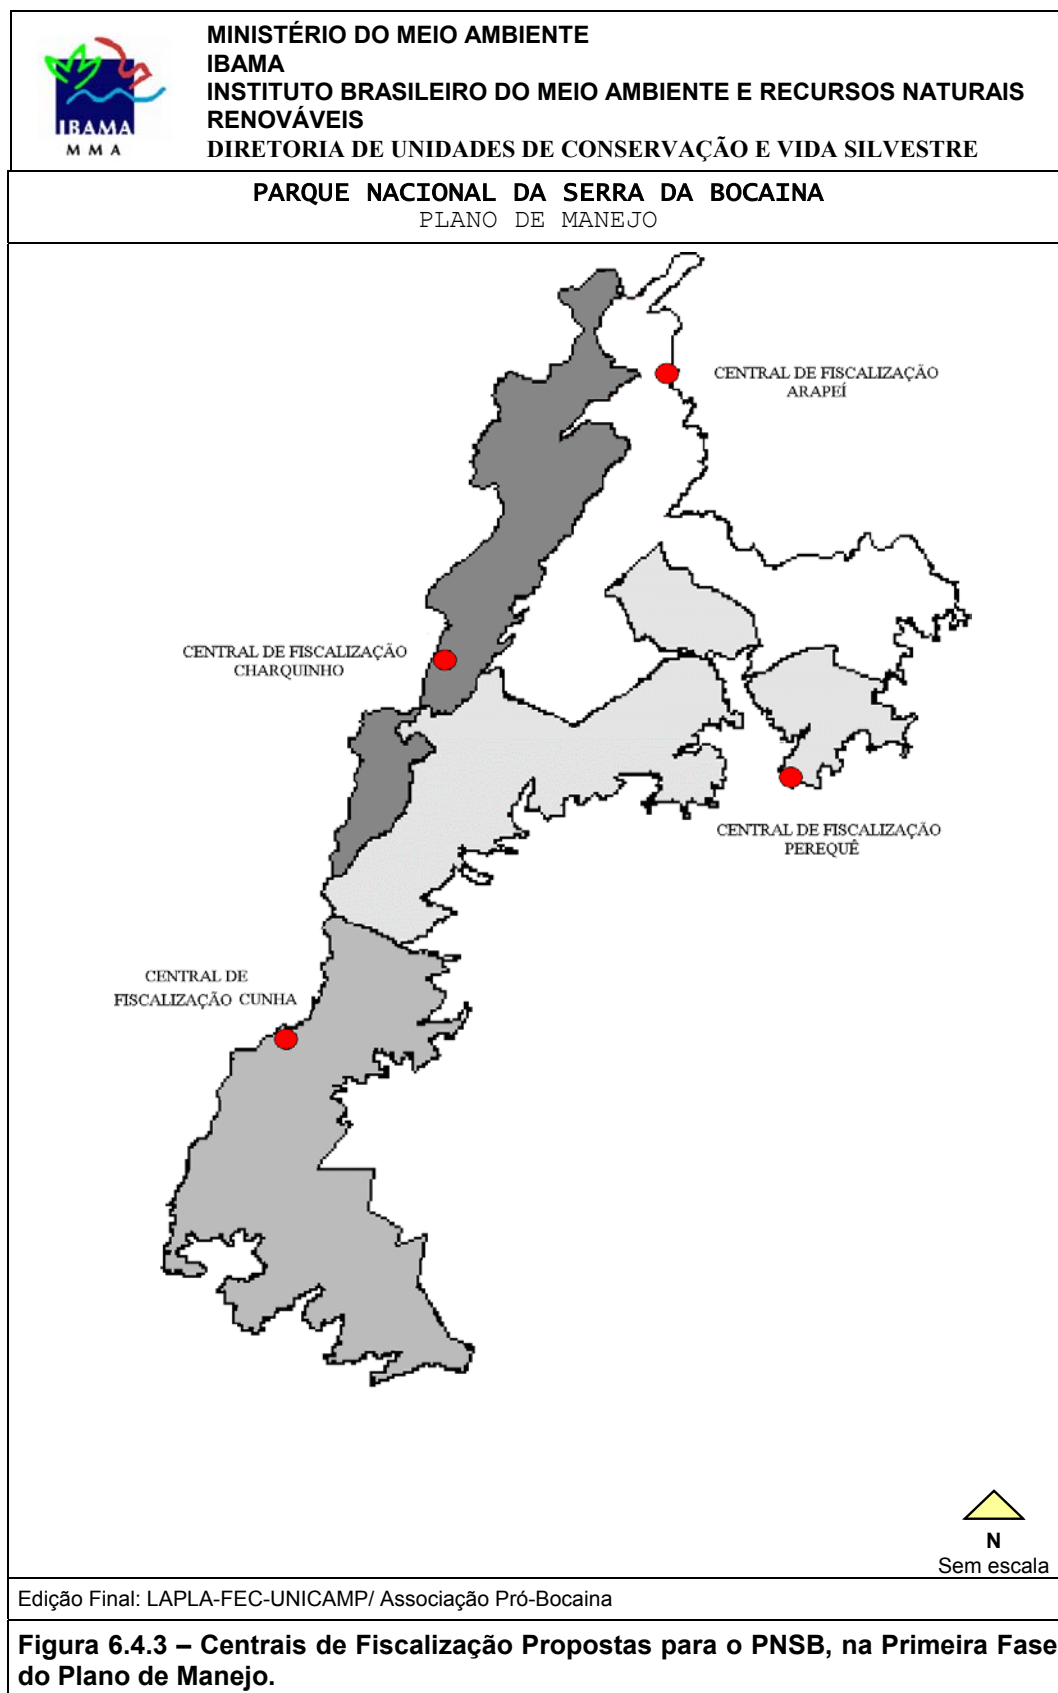 IBAMA
M M A
MINISTÉRIO DO MEIO AMBIENTE
IBAMA
INSTITUTO BRASILEIRO DO MEIO AMBIENTE E RECURSOS NATURAIS
RENOVÁVEIS
DIRETORIA DE UNIDADES DE CONSERVAÇÃO E VIDA SILVESTRE
PARQUE NACIONAL DA SERRA DA BOCAINA
PLANO DE MANEJO
CENTRAL DE FISCALIZAÇÃO
ARAPEÍ
CENTRAL DE FISCALIZAÇÃO
CHARQUINHO
CENTRAL DE FISCALIZAÇÃO
PEREQUÊ
CENTRAL DE
FISCALIZAÇÃO CUNHA
N
Sem escala
Edição Final: LAPLA-FEC-UNICAMP/ Associação Pró-Bocaina
Figura 6.4.3 – Centrais de Fiscalização Propostas para o PNSB, na Primeira Fase
do Plano de Manejo.